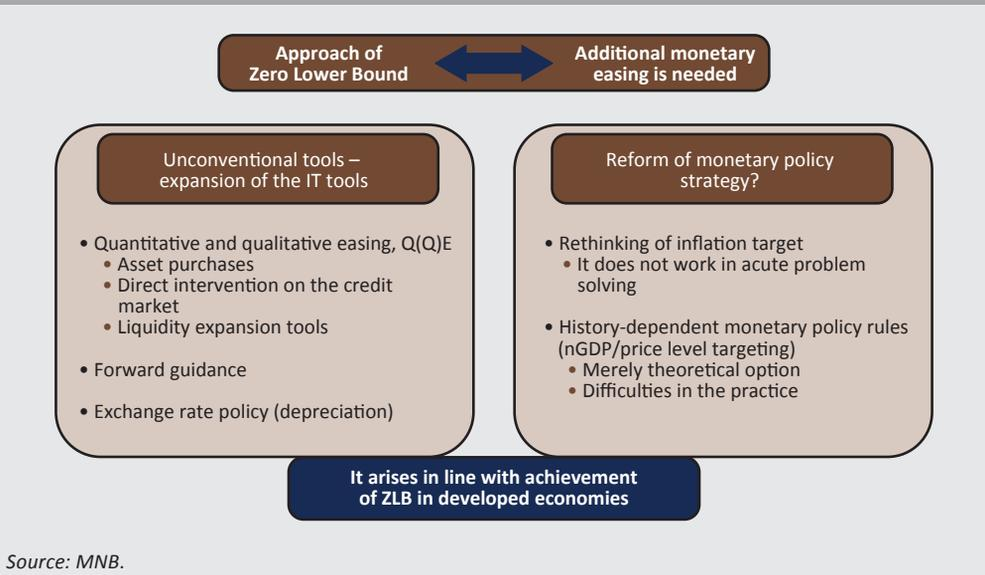 Approach of
Zero Lower Bound
Additional monetary
easing is needed
Unconventional tools –
expansion of the IT tools
• Quantitative and qualitative easing, Q(Q)E
• Asset purchases
• Direct intervention on the credit
market
• Liquidity expansion tools
• Forward guidance
• Exchange rate policy (depreciation)
Reform of monetary policy
strategy?
• Rethinking of inflation target
• It does not work in acute problem
solving
• History-dependent monetary policy rules
(nGDP/price level targeting)
• Merely theoretical option
• Difficulties in the practice
It arises in line with achievement
of ZLB in developed economies
Source: MNB.